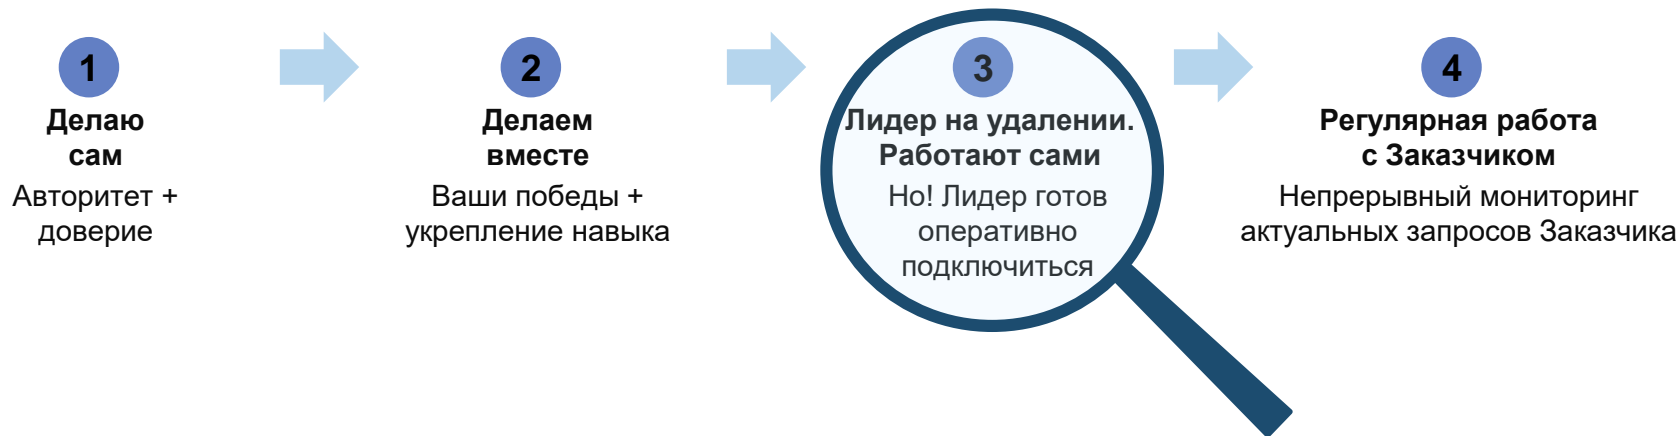 1
Делаю
сам
Авторитет +
доверие
2
Делаем
вместе
Ваши победы +
укрепление навыка
3
Лидер на удалении.
Работают сами
Но! Лидер готов
оперативно
подключиться
4
Регулярная работа
с Заказчиком
Непрерывный мониторинг
актуальных запросов Заказчика